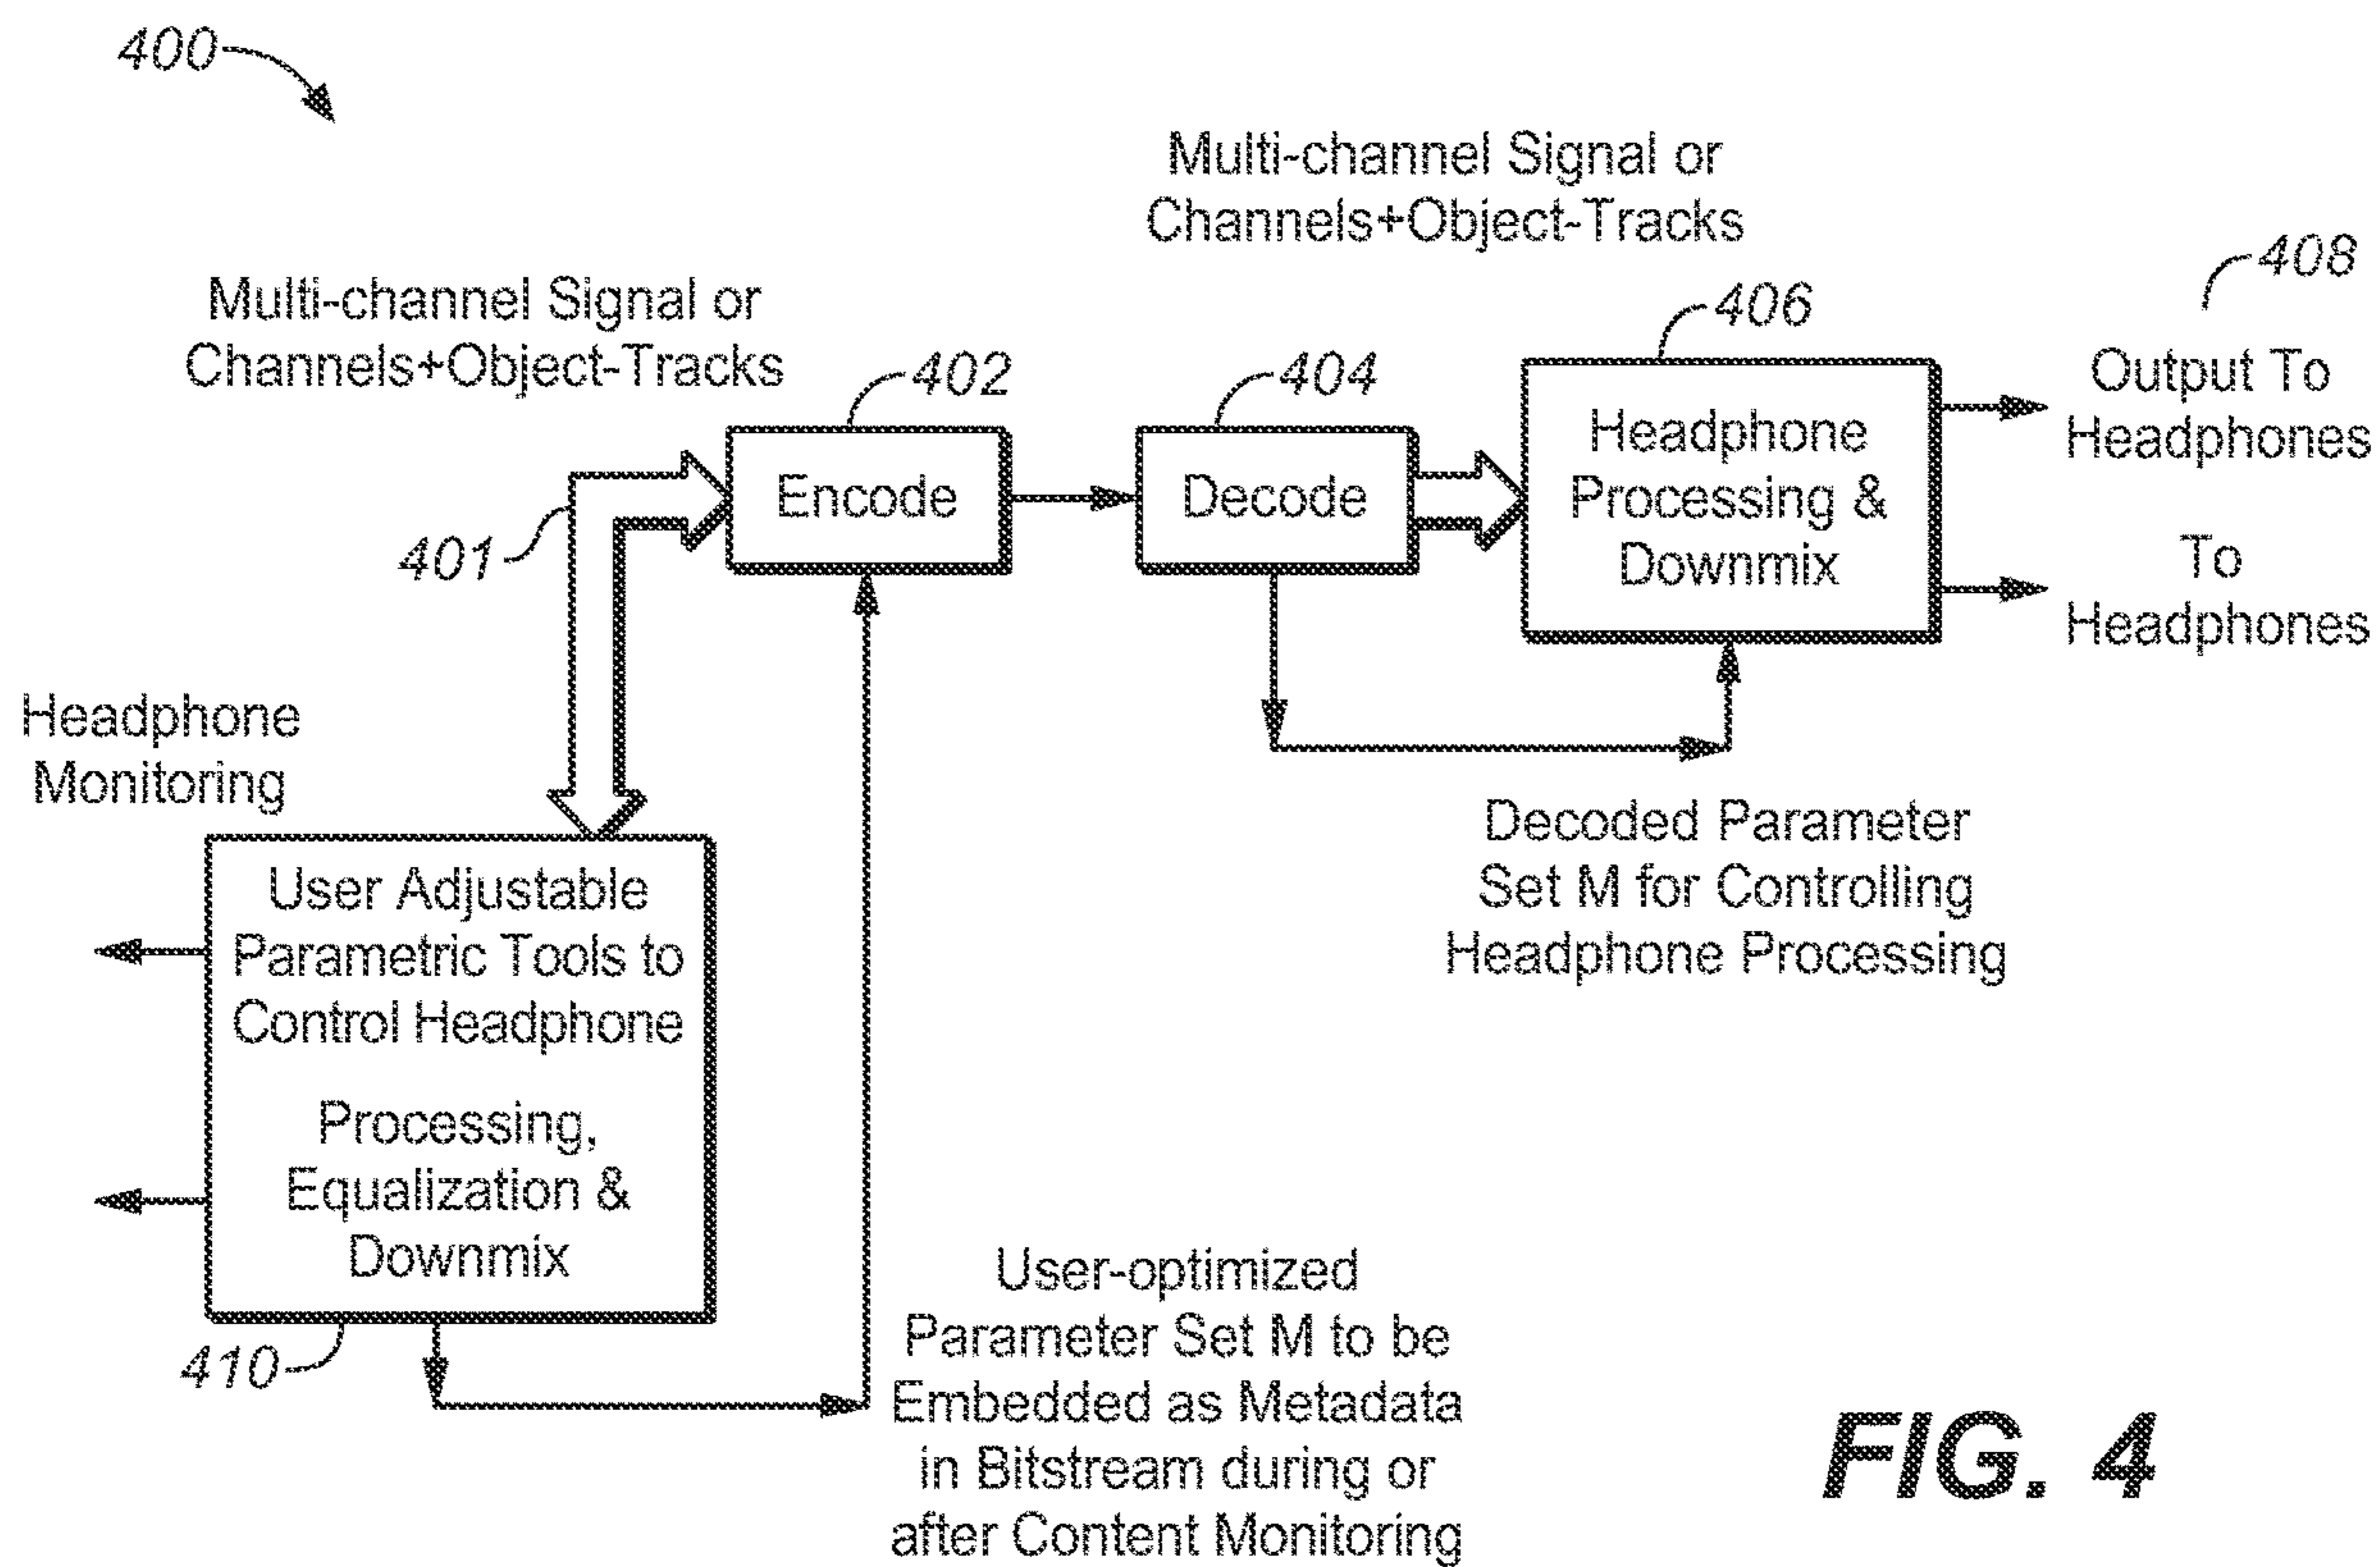 400
Multi-channel Signal or
Channels+Object-Tracks
408
Multi-channel Signal or
Channels+Object-Tracks
406
402
404
Output To
Headphones
Headphone
Processing &
Downmix
Encode
Decode
401
To
Headphones
Headphone
Monitoring
Decoded Parameter
Set M for Controlling
Headphone Processing
User Adjustable
Parametric Tools to
Control Headphone
Processing,
Equalization &
Downmix
410
User-optimized
Parameter Set M to be
Embedded as Metadata
in Bitstream during or
after Content Monitoring
FIG. 4